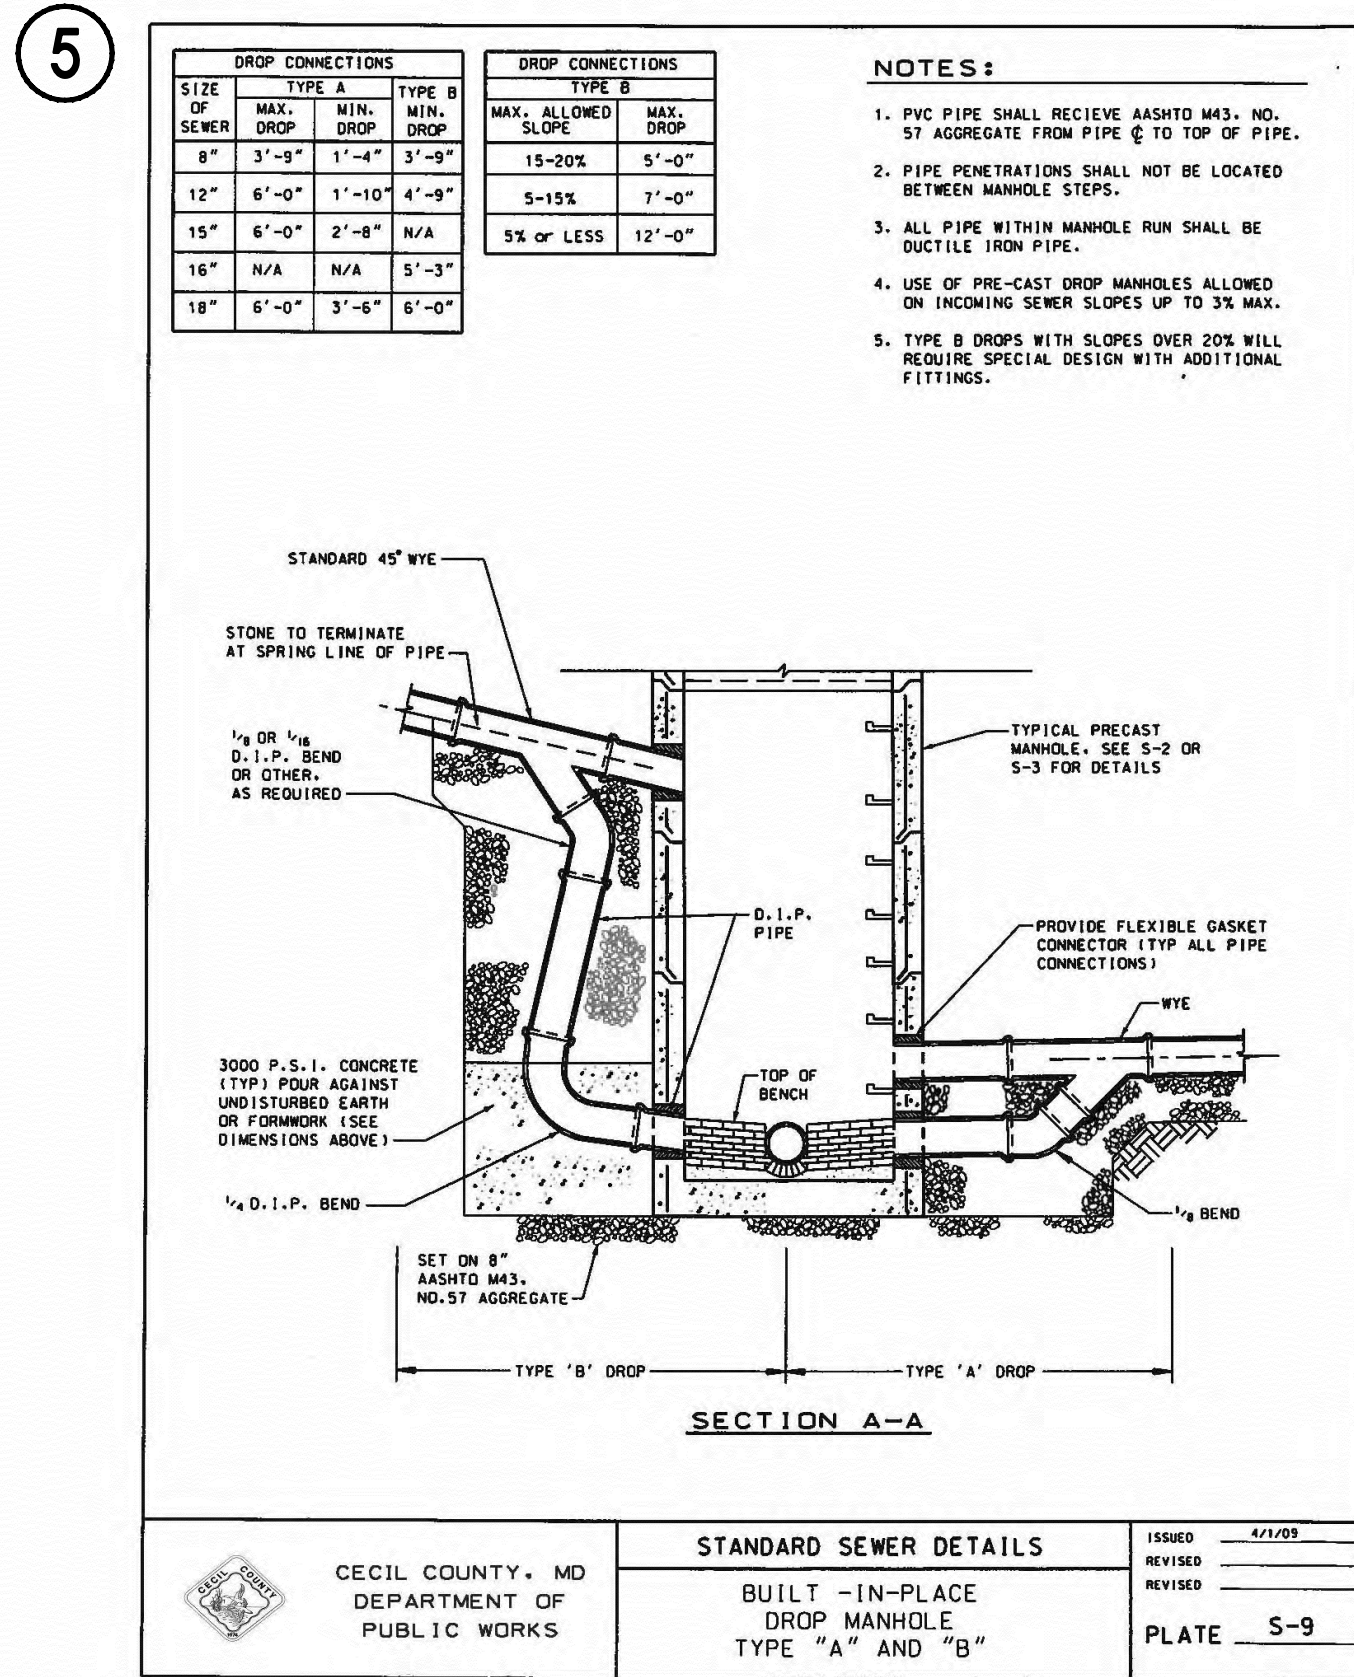 5
DROP CONNECTIONS
SIZE OF SEWER TYPE A TYPE B MIN. DROP
MAX. DROP MIN. DROP
8" 3'-9" 1'-4" 3'-9"
12" 6'-0" 1'-10" 4'-9"
15" 6'-0" 2'-8" N/A
16" N/A N/A 5'-3"
18" 6'-0" 3'-6" 6'-0"
DROP CONNECTIONS
TYPE B
MAX. ALLOWED SLOPE MAX. DROP
15-20% 5'-0"
5-15% 7'-0"
5% or LESS 12'-0"
NOTES:
1. PVC PIPE SHALL RECIEVE AASHTO M43. NO.
57 AGGREGATE FROM PIPE ℄ TO TOP OF PIPE.
2. PIPE PENETRATIONS SHALL NOT BE LOCATED
BETWEEN MANHOLE STEPS.
3. ALL PIPE WITHIN MANHOLE RUN SHALL BE
DUCTILE IRON PIPE.
4. USE OF PRE-CAST DROP MANHOLES ALLOWED
ON INCOMING SEWER SLOPES UP TO 3% MAX.
5. TYPE B DROPS WITH SLOPES OVER 20% WILL
REQUIRE SPECIAL DESIGN WITH ADDITIONAL
FITTINGS.
STANDARD 45° WYE
STONE TO TERMINATE
AT SPRING LINE OF PIPE
1/8 OR 1/16
D.I.P. BEND
OR OTHER.
AS REQUIRED
TYPICAL PRECAST
MANHOLE. SEE S-2 OR
S-3 FOR DETAILS
D.I.P.
PIPE
PROVIDE FLEXIBLE GASKET
CONNECTOR (TYP ALL PIPE
CONNECTIONS)
WYE
3000 P.S.I. CONCRETE
(TYP) POUR AGAINST
UNDISTURBED EARTH
OR FORMWORK (SEE
DIMENSIONS ABOVE)
TOP OF
BENCH
1/4 D.I.P. BEND
1/8 BEND
SET ON 8"
AASHTO M43.
NO.57 AGGREGATE
TYPE 'B' DROP
TYPE 'A' DROP
SECTION A-A
CECIL COUNTY
1674
CECIL COUNTY. MD
DEPARTMENT OF
PUBLIC WORKS
STANDARD SEWER DETAILS
BUILT -IN-PLACE
DROP MANHOLE
TYPE "A" AND "B"
ISSUED 4/1/09
REVISED
REVISED
PLATE S-9